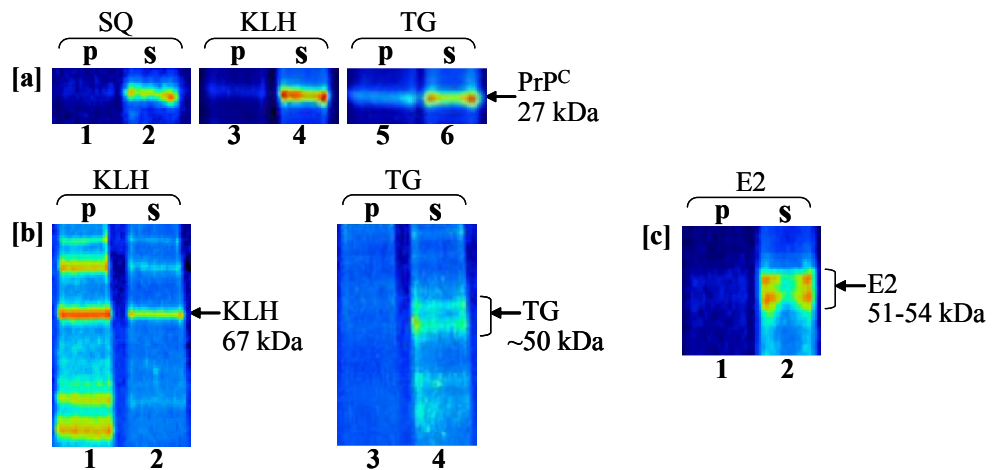 SQ KLH TG
p s p s p s
[a]
PrPC
27 kDa
1 2 3 4 5 6
KLH TG E2
p s p s p s
[b] [c]
KLH
67 kDa
TG
~50 kDa
E2
51-54 kDa
1 2 3 4 1 2